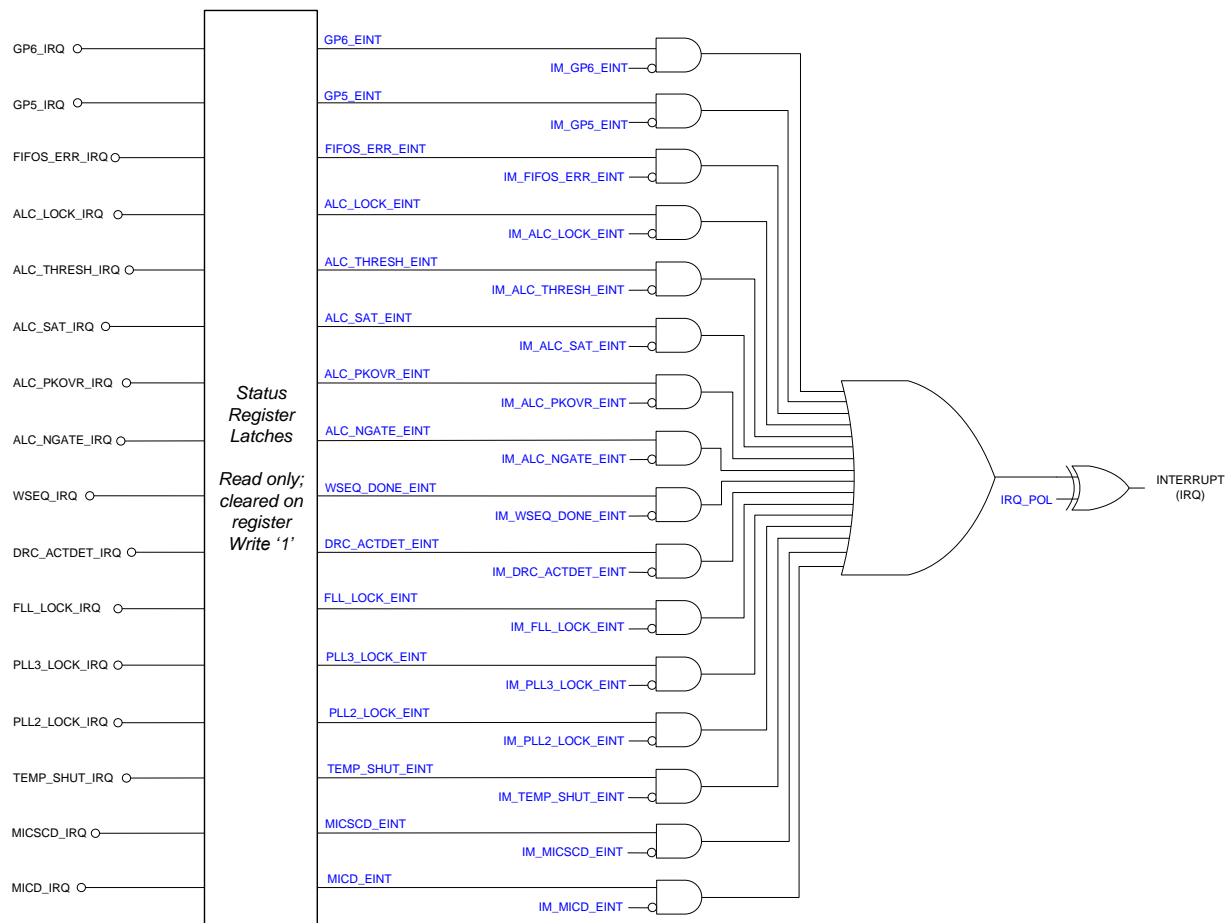 GP6_IRQ
GP6_EINT
IM_GP6_EINT
GP5_IRQ
GP5_EINT
IM_GP5_EINT
FIFOS_ERR_IRQ
FIFOS_ERR_EINT
IM_FIFOS_ERR_EINT
ALC_LOCK_IRQ
ALC_LOCK_EINT
IM_ALC_LOCK_EINT
ALC_THRESH_IRQ
ALC_THRESH_EINT
IM_ALC_THRESH_EINT
ALC_SAT_IRQ
ALC_SAT_EINT
IM_ALC_SAT_EINT
ALC_PKOVR_IRQ
ALC_PKOVR_EINT
IM_ALC_PKOVR_EINT
ALC_NGATE_IRQ
ALC_NGATE_EINT
IM_ALC_NGATE_EINT
WSEQ_IRQ
WSEQ_DONE_EINT
IM_WSEQ_DONE_EINT
DRC_ACTDET_IRQ
DRC_ACTDET_EINT
IM_DRC_ACTDET_EINT
FLL_LOCK_IRQ
FLL_LOCK_EINT
IM_FLL_LOCK_EINT
PLL3_LOCK_IRQ
PLL3_LOCK_EINT
IM_PLL3_LOCK_EINT
PLL2_LOCK_IRQ
PLL2_LOCK_EINT
IM_PLL2_LOCK_EINT
TEMP_SHUT_IRQ
TEMP_SHUT_EINT
IM_TEMP_SHUT_EINT
MICSCD_IRQ
MICSCD_EINT
IM_MICSCD_EINT
MICD_IRQ
MICD_EINT
IM_MICD_EINT
Status
Register
Latches
Read only;
cleared on
register
Write ‘1’
IRQ_POL
INTERRUPT
(IRQ)